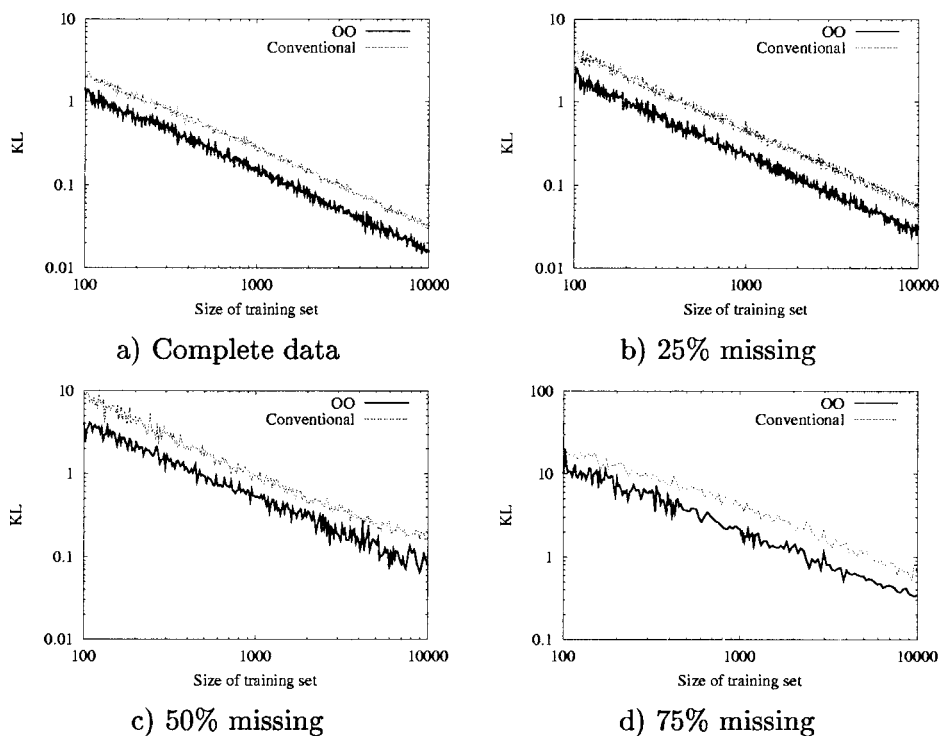 10
OO
Conventional
1
KL
0.1
0.01
100
1000
10000
Size of training set
a) Complete data
10
OO
Conventional
1
KL
0.1
0.01
100
1000
10000
Size of training set
b) 25% missing
10
OO
Conventional
1
KL
0.1
0.01
100
1000
10000
Size of training set
c) 50% missing
100
OO
Conventional
10
KL
1
0.1
100
1000
10000
Size of training set
d) 75% missing